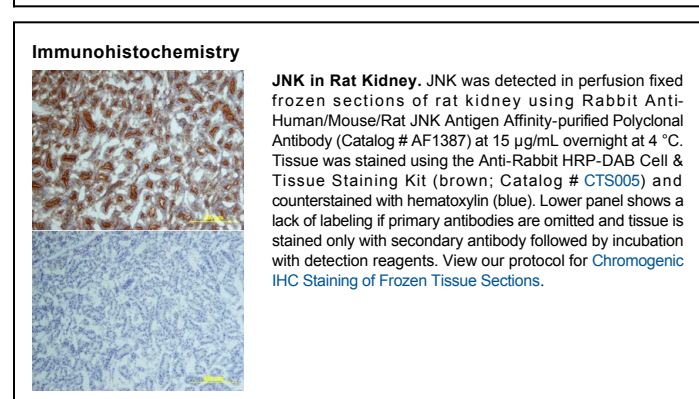 Immunohistochemistry
JNK in Rat Kidney. JNK was detected in perfusion fixed
frozen sections of rat kidney using Rabbit Anti-
Human/Mouse/Rat JNK Antigen Affinity-purified Polyclonal
Antibody (Catalog # AF1387) at 15 µg/mL overnight at 4 °C.
Tissue was stained using the Anti-Rabbit HRP-DAB Cell &
Tissue Staining Kit (brown; Catalog # CTS005) and
counterstained with hematoxylin (blue). Lower panel shows a
lack of labeling if primary antibodies are omitted and tissue is
stained only with secondary antibody followed by incubation
with detection reagents. View our protocol for Chromogenic
IHC Staining of Frozen Tissue Sections.